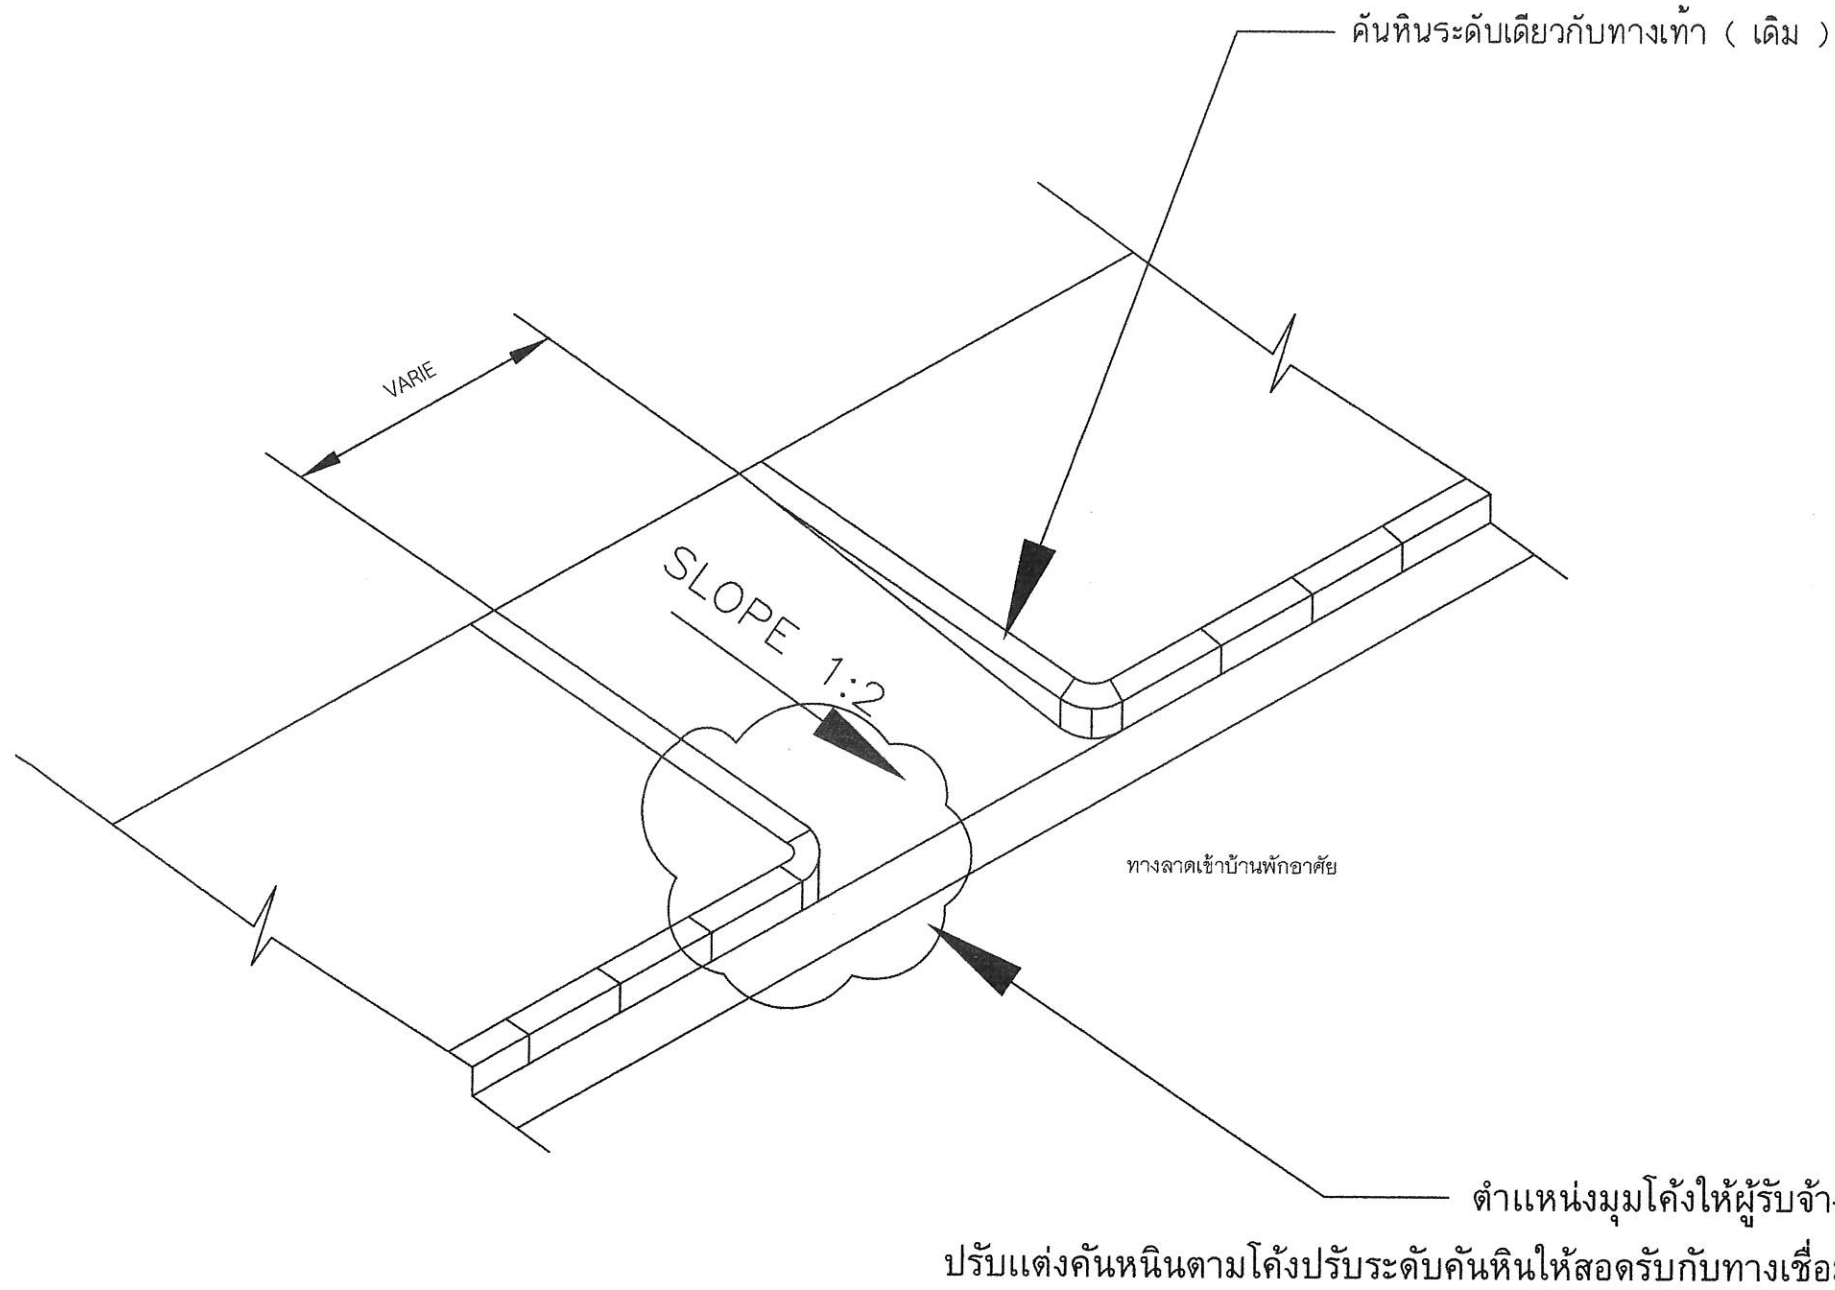 คันหินระดับเดียวกับทางเท้า ( เดิม )
VARIE
SLOPE 1:2
ทางลาดเข้าบ้านพักอาศัย
ตำแหน่งมุมโค้งให้ผู้รับจ้าง
ปรับแต่งคันหนินตามโค้งปรับระดับคันหินให้สอดรับกับทาง